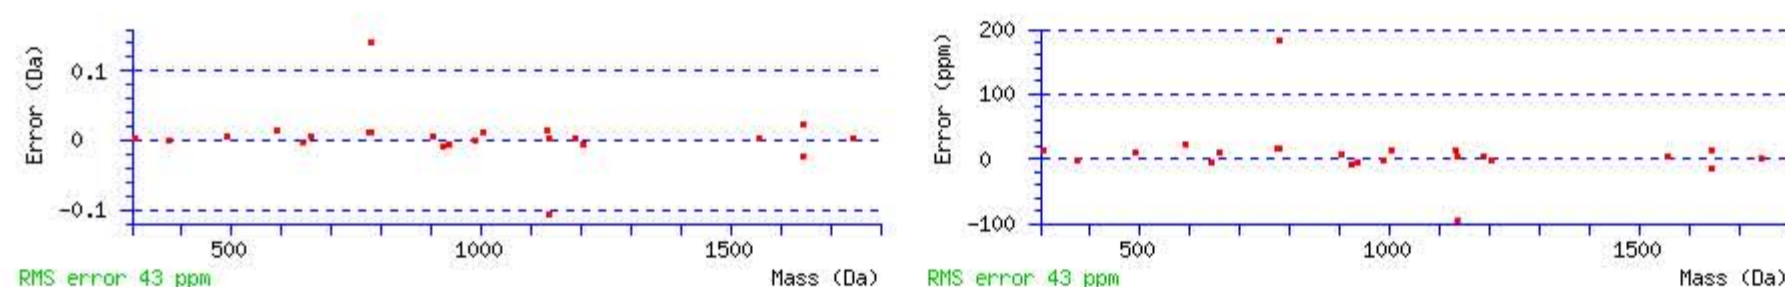 Error (Da)
0.1
0
-0.1
500
1000
1500
RMS error 43 ppm
Mass (Da)
Error (ppm)
200
100
0
-100
500
1000
1500
RMS error 43 ppm
Mass (Da)